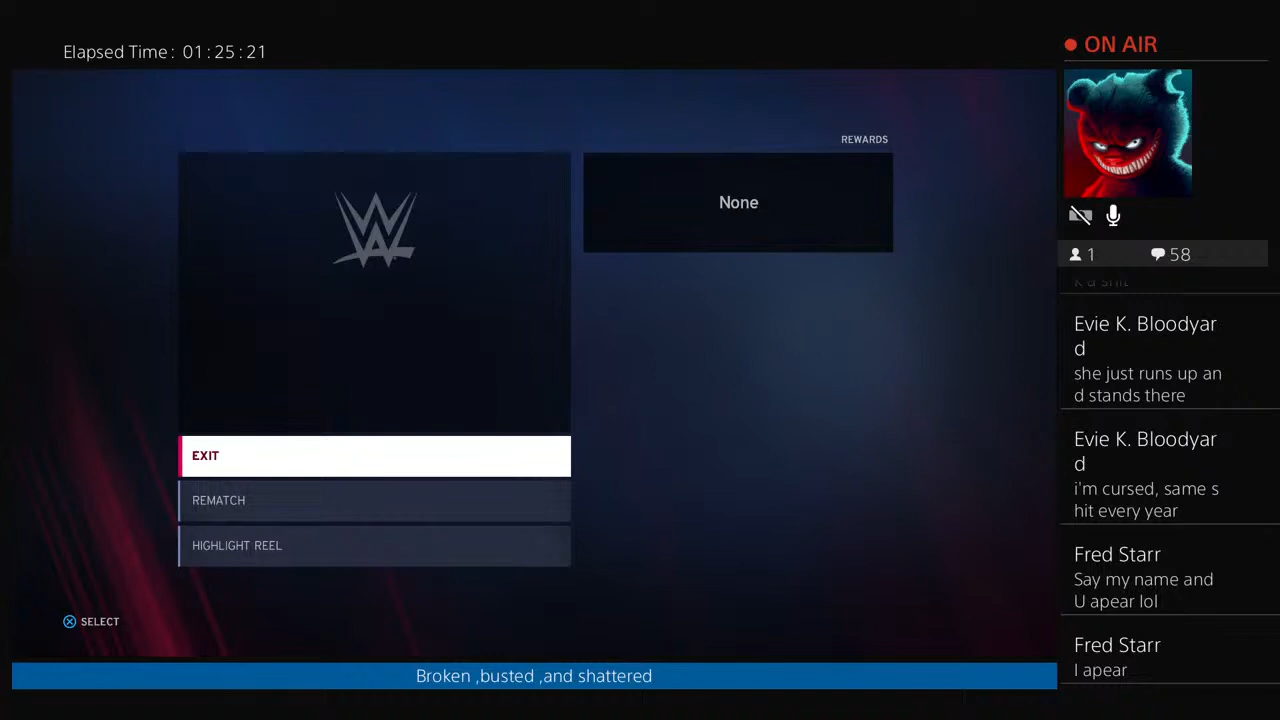 Elapsed Time: 01:25:21
ON AIR
REWARDS
None
1 58
EXIT
REMATCH
HIGHLIGHT REEL
SELECT
Broken ,busted ,and shattered
Evie K. Bloodyar
d
she just runs up an
d stands there
Evie K. Bloodyar
d
i'm cursed, same s
hit every year
Fred Starr
Say my name and
U apear lol
Fred Starr
I apear